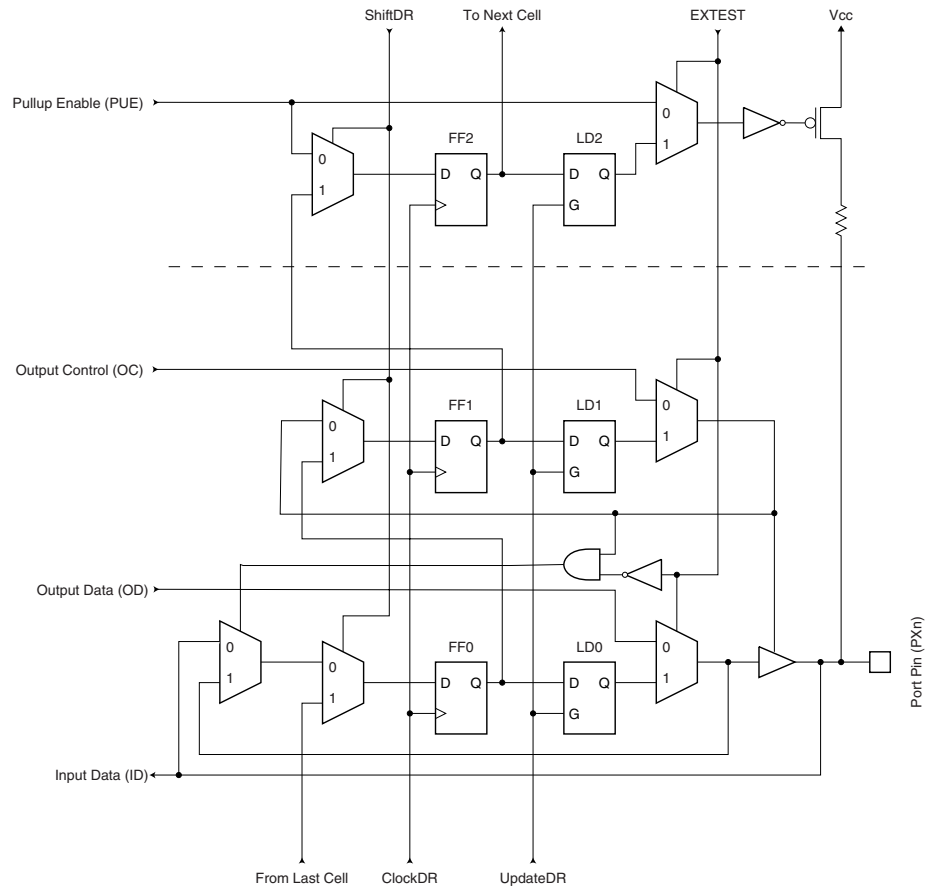 ShiftDR To Next Cell EXTEST Vcc
Pullup Enable (PUE)
0
FF2 LD2
0 1
D Q D Q
1
G
Output Control (OC)
0
FF1 LD1
0
1
D Q D Q
1
G
Output Data (OD)
0 FF0 LD0 0
0
1 D Q D Q 1
1
G
Port Pin (PXn)
Input Data (ID)
From Last Cell ClockDR UpdateDR